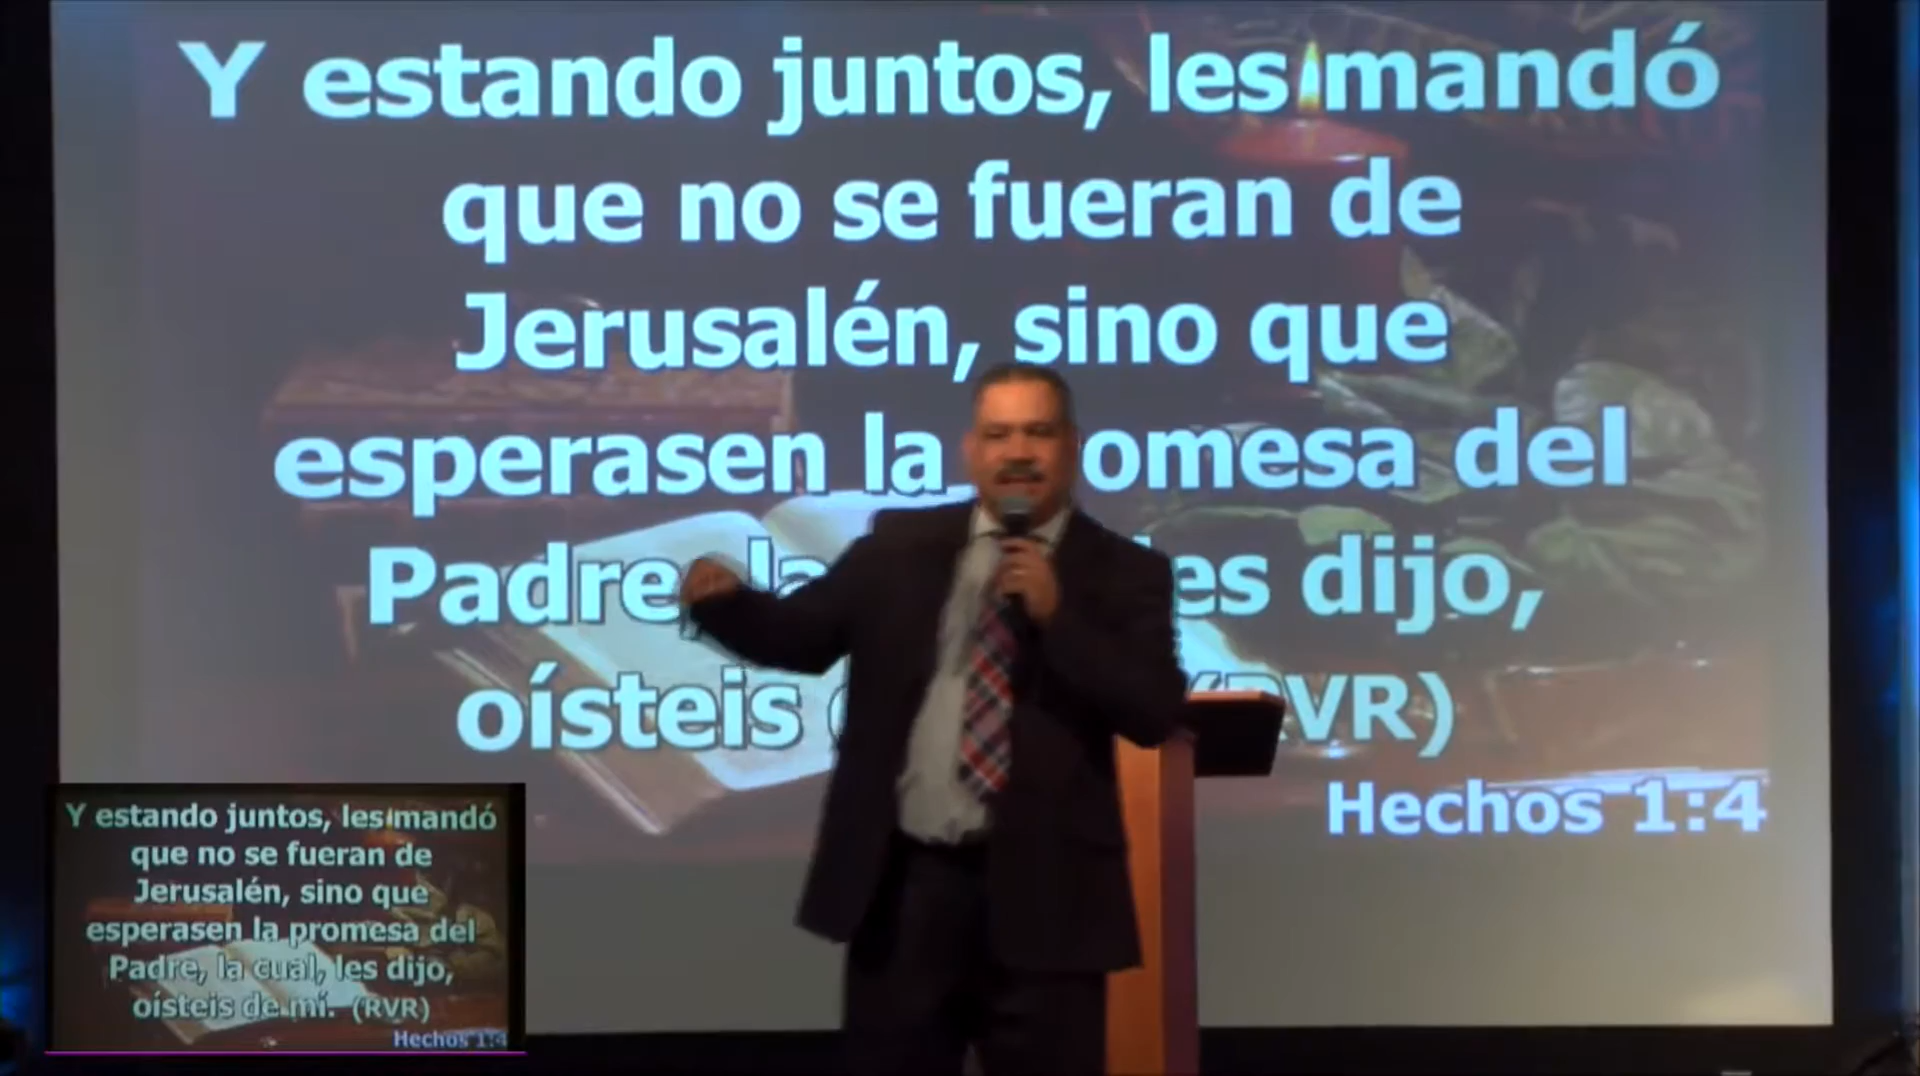 Y estando juntos, les mandó
que no se fueran de
Jerusalén, sino que
esperasen la omesa del
Padre, la es dijo,
oísteis VR)
Hechos 1:4
Y estando juntos, les mandó
que no se fueran de
Jerusalén, sino que
esperasen la promesa del
Padre, la cual, les dijo,
oísteis de mí. (RVR)
Hechos 1:4